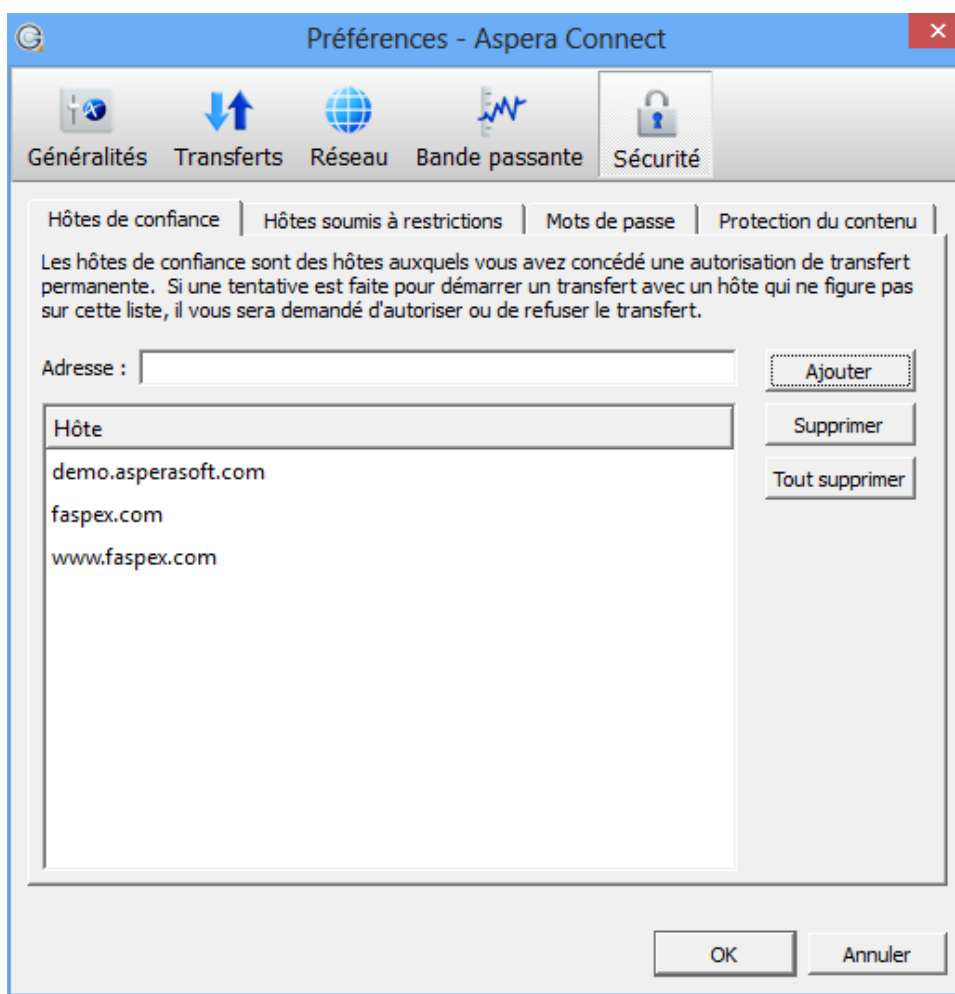 Préférences - Aspera Connect
Généralités Transferts Réseau Bande passante Sécurité
Hôtes de confiance Hôtes soumis à restrictions Mots de passe Protection du contenu
Les hôtes de confiance sont des hôtes auxquels vous avez concédé une autorisation de transfert
permanente. Si une tentative est faite pour démarrer un transfert avec un hôte qui ne figure pas
sur cette liste, il vous sera demandé d'autoriser ou de refuser le transfert.
Adresse : Ajouter
Hôte Supprimer
demo.asperasoft.com Tout supprimer
faspex.com
www.faspex.com
OK Annuler